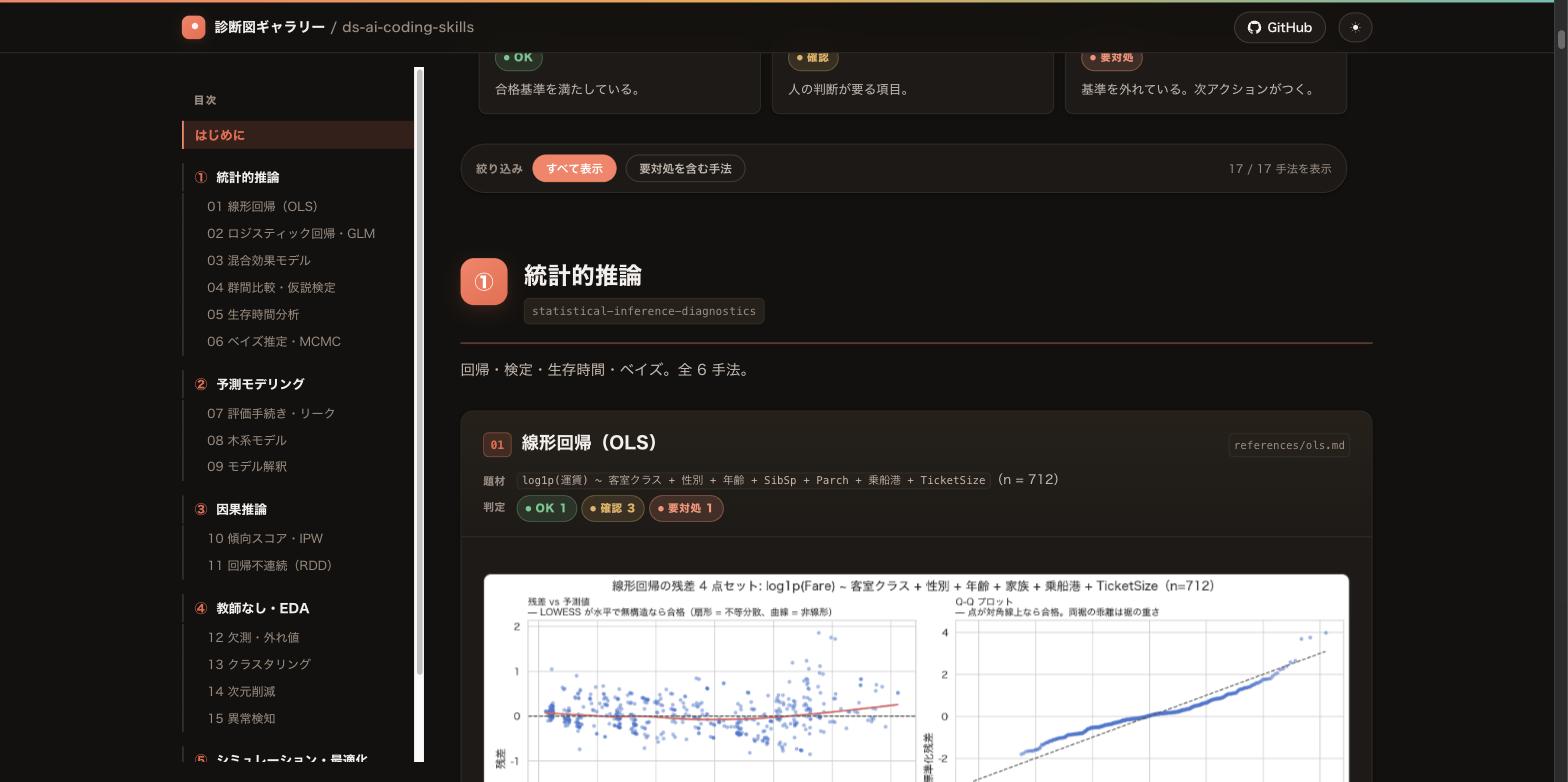 診断図ギャラリー / ds-ai-coding-skills
GitHub
目次
はじめに
① 統計的推論
01 線形回帰（OLS）
02 ロジスティック回帰・GLM
03 混合効果モデル
04 群間比較・仮説検定
05 生存時間分析
06 ベイズ推定・MCMC
② 予測モデリング
07 評価手続き・リーク
08 木系モデル
09 モデル解釈
③ 因果推論
10 傾向スコア・IPW
11 回帰不連続（RDD）
④ 教師なし・EDA
12 欠測・外れ値
13 クラスタリング
14 次元削減
15 異常検知
⑤ シミュレーション・最適化
OK
合格基準を満たしている。
確認
人の判断が要る項目。
要対処
基準を外れている。次アクションがつく。
絞り込み すべて表示 要対処を含む手法 17 / 17 手法を表示
① 統計的推論
statistical-inference-diagnostics
回帰・検定・生存時間・ベイズ。全 6 手法。
01 線形回帰（OLS） references/ols.md
題材 log1p(運賃) ~ 客室クラス + 性別 + 年齢 + SibSp + Parch + 乗船港 + TicketSize（n = 712）
判定 OK 1 確認 3 要対処 1
線形回帰の残差 4 点セット: log1p(Fare) ~ 客室クラス + 性別 + 年齢 + 家族 + 乗船港 + TicketSize（n=712）
残差 vs 予測値
— LOWESS が水平で無構造なら合格（扇形 = 不等分散、曲線 = 非線形）
2
1
0
-1
残差
Q-Q プロット
— 点が対角線上なら合格。両裾の乖離は裾の重さ
4
2
0
-2
標準化残差